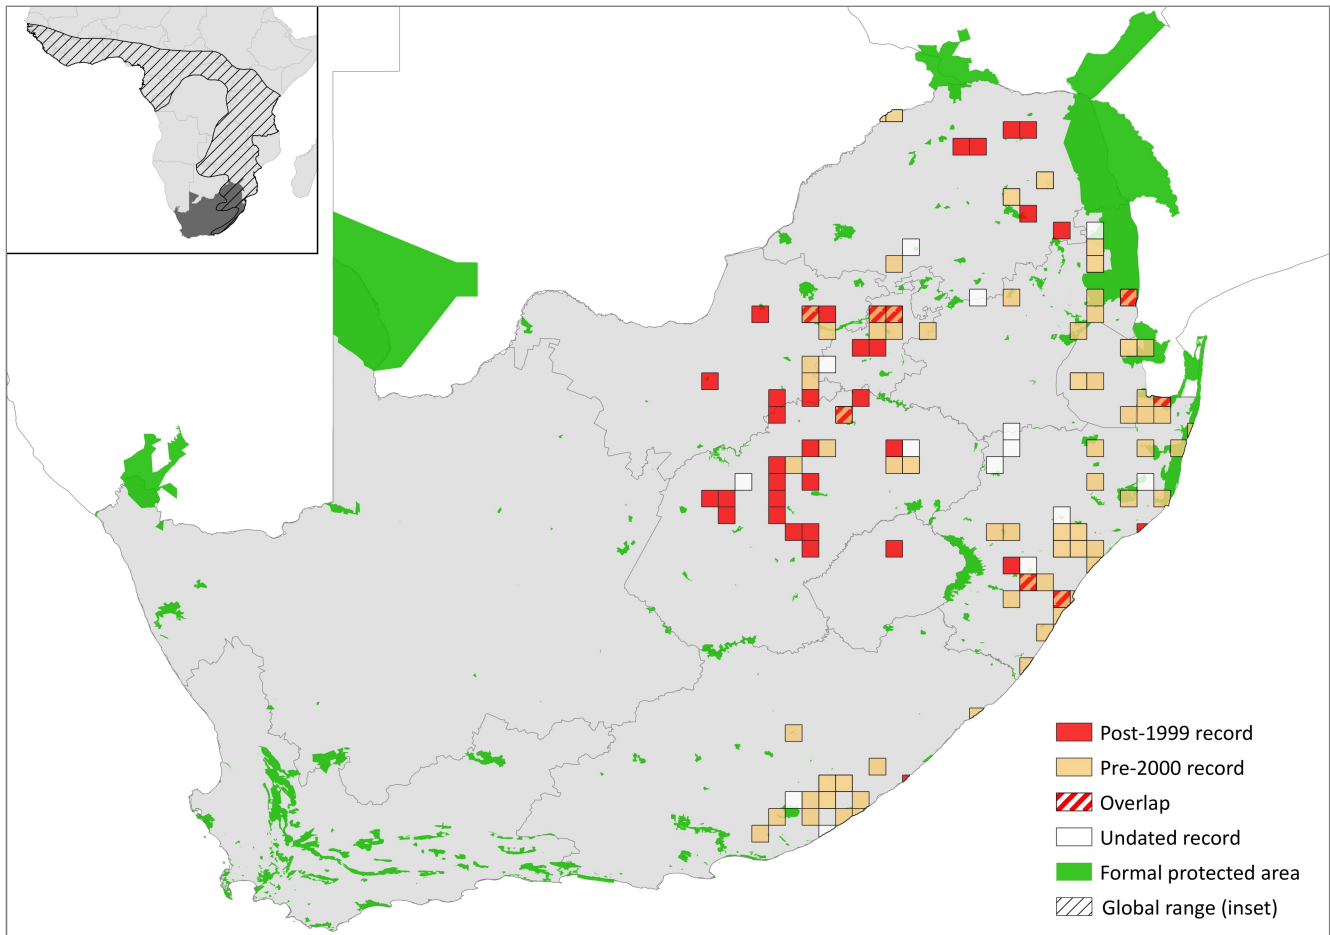 Post-1999 record
Pre-2000 record
Overlap
Undated record
Formal protected area
Global range (inset)